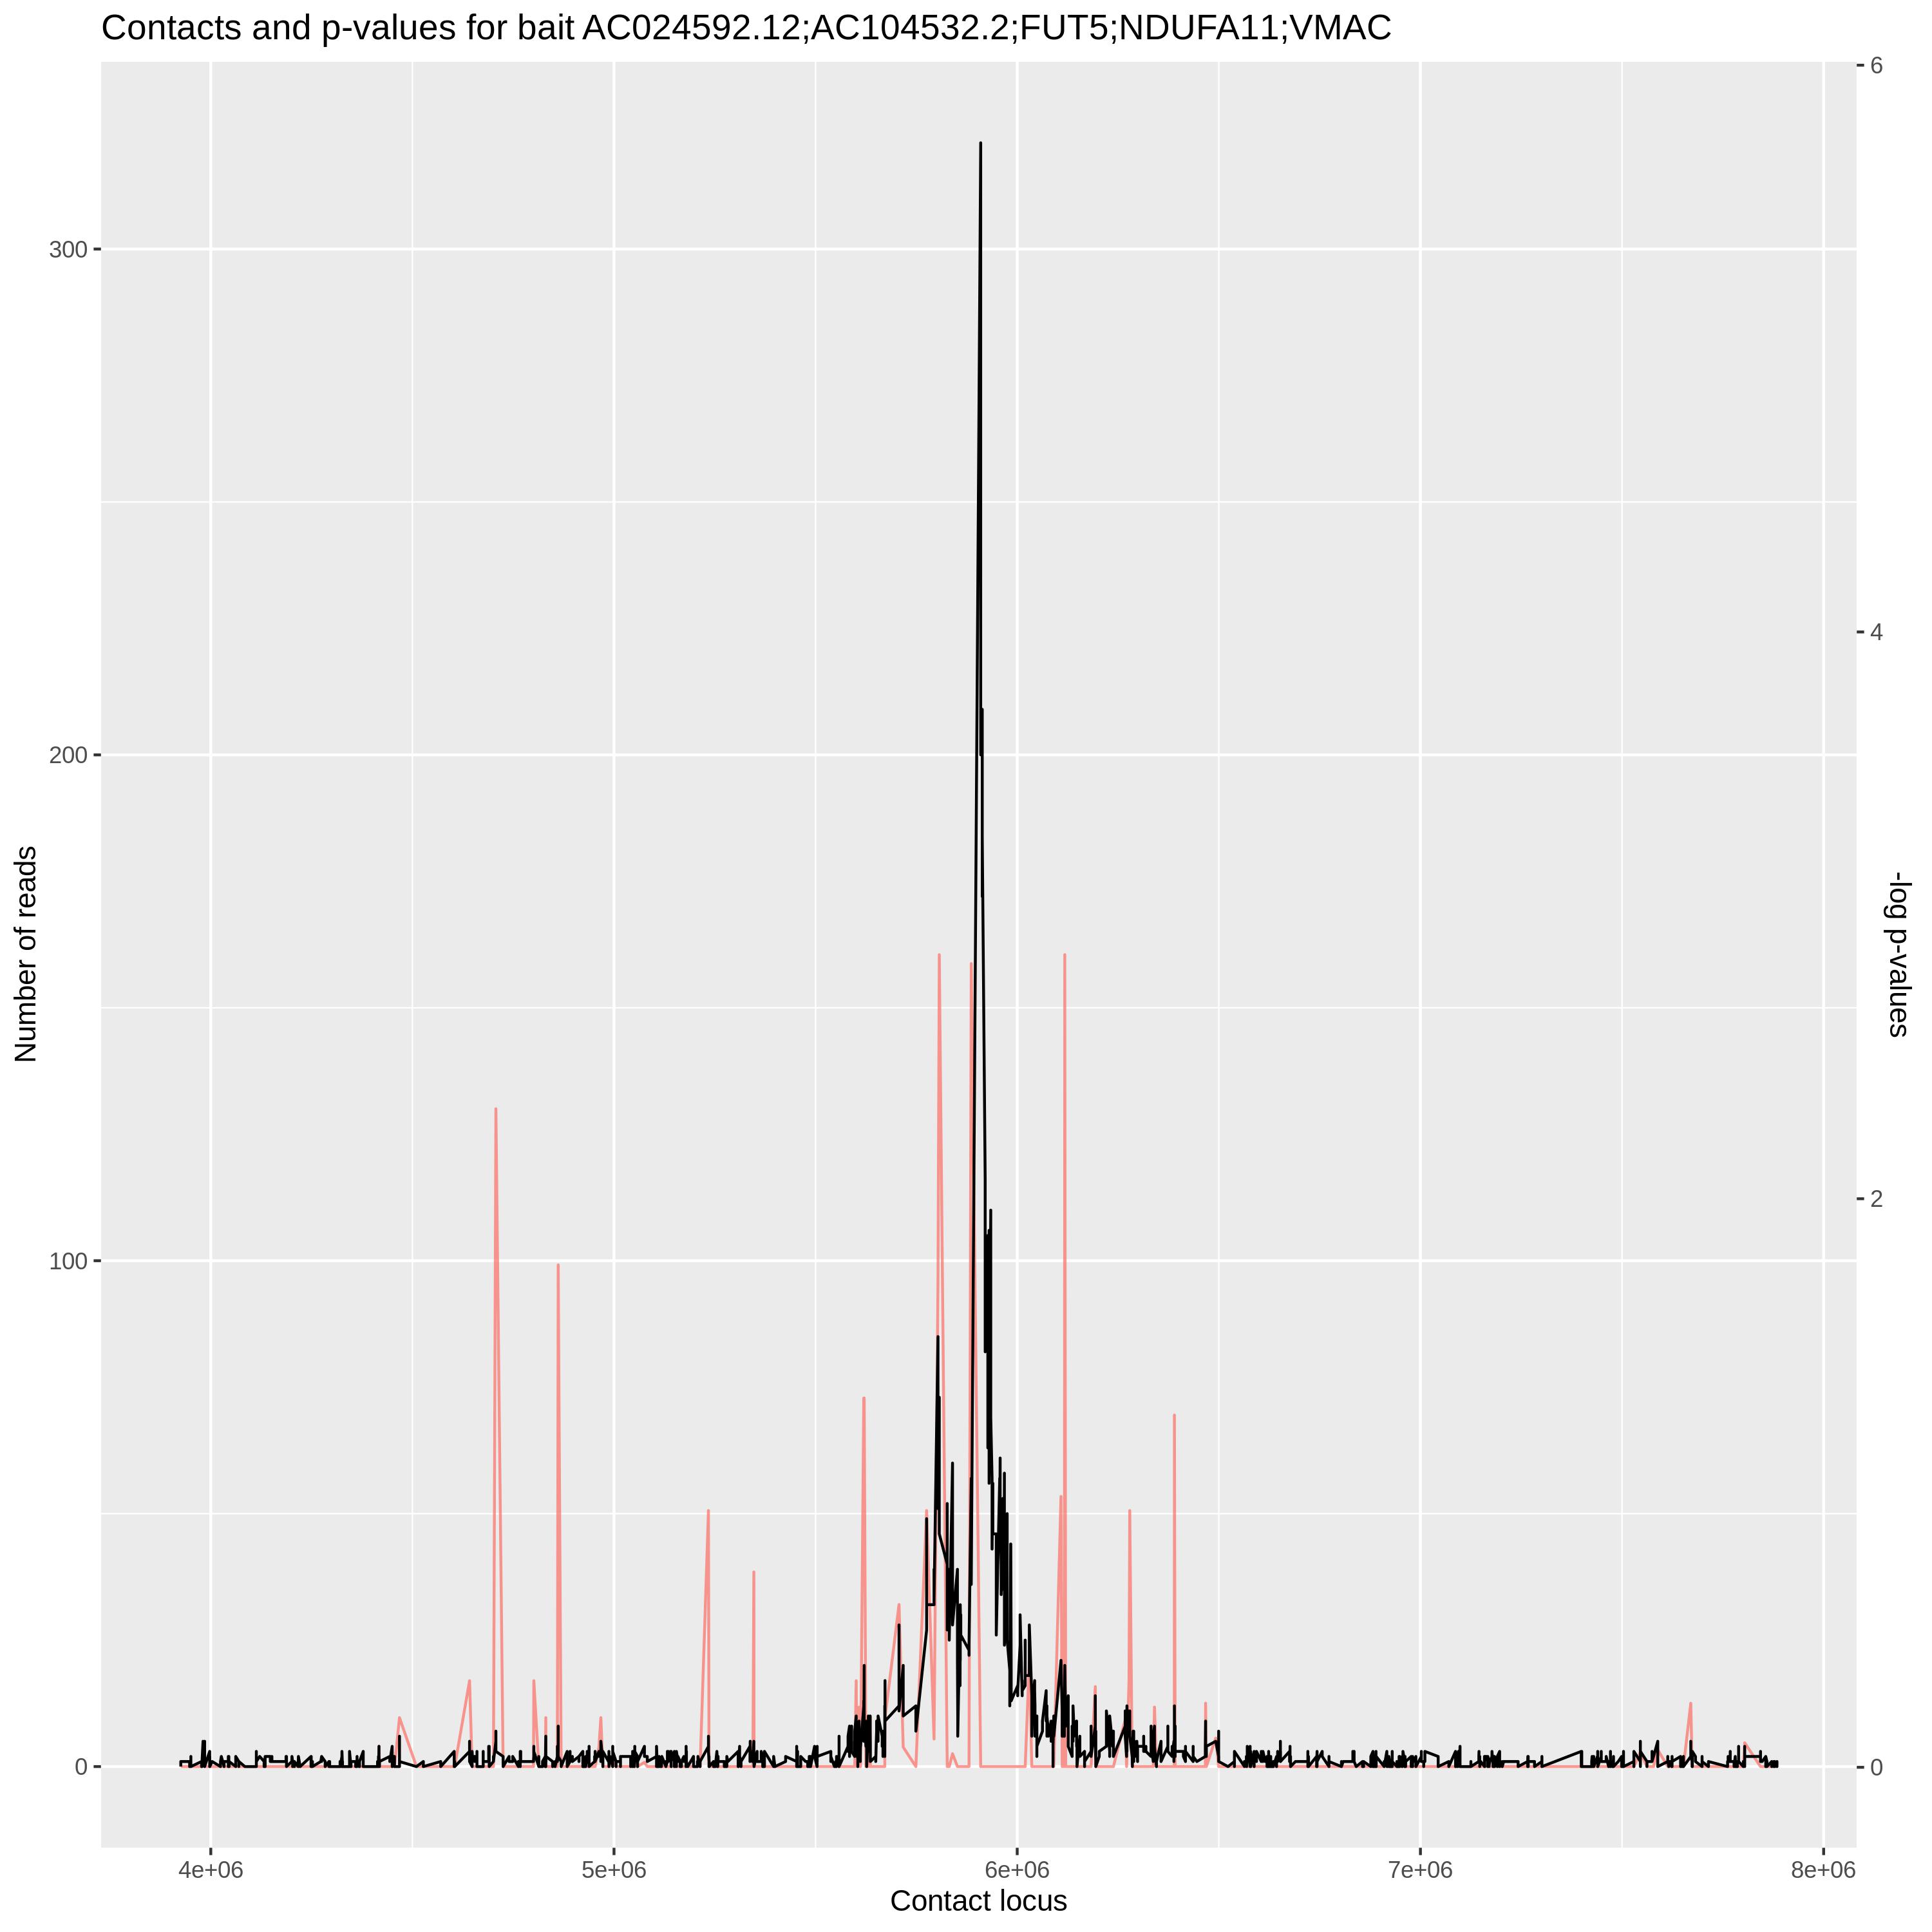 Contacts and p-values for bait AC024592.12;AC104532.2;FUT5;NDUFA11;VMAC
6
300
4
200
Number of reads
-log p-values
2
100
0
0
4e+06
5e+06
6e+06
7e+06
8e+06
Contact locus